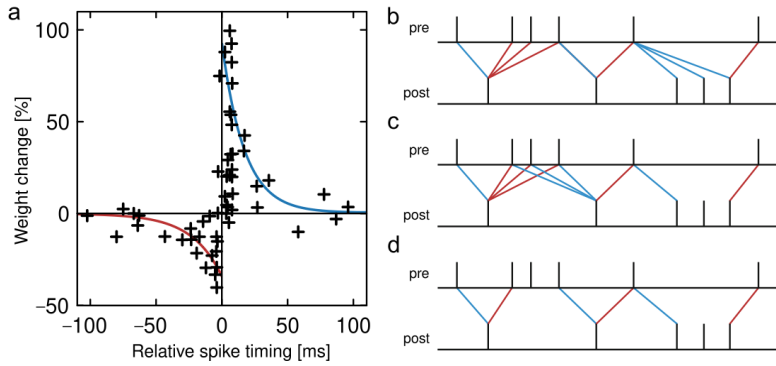 a
Weight change [%]
100
50
0
−50
−100
−50
0
50
100
Relative spike timing [ms]
b
pre
post
c
pre
post
d
pre
post